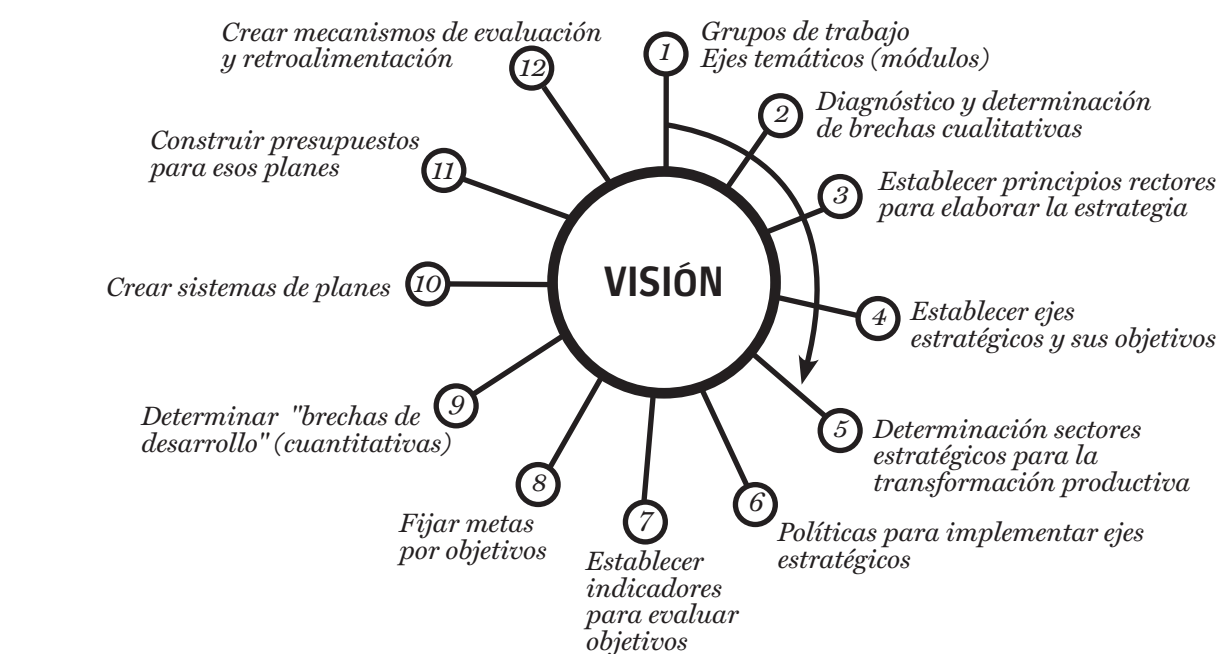 1
Grupos de trabajo
Ejes temáticos (módulos)
2
Diagnóstico y determinación
de brechas cualitativas
3
Establecer principios rectores
para elaborar la estrategia
4
Establecer ejes
estratégicos y sus objetivos
5
Determinación sectores
estratégicos para la
transformación productiva
6
Políticas para implementar ejes
estratégicos
7
Establecer
indicadores
para evaluar
objetivos
8
Fijar metas
por objetivos
9
Determinar "brechas de
desarrollo" (cuantitativas)
10
Crear sistemas de planes
11
Construir presupuestos
para esos planes
12
Crear mecanismos de evaluación
y retroalimentación
VISIÓN